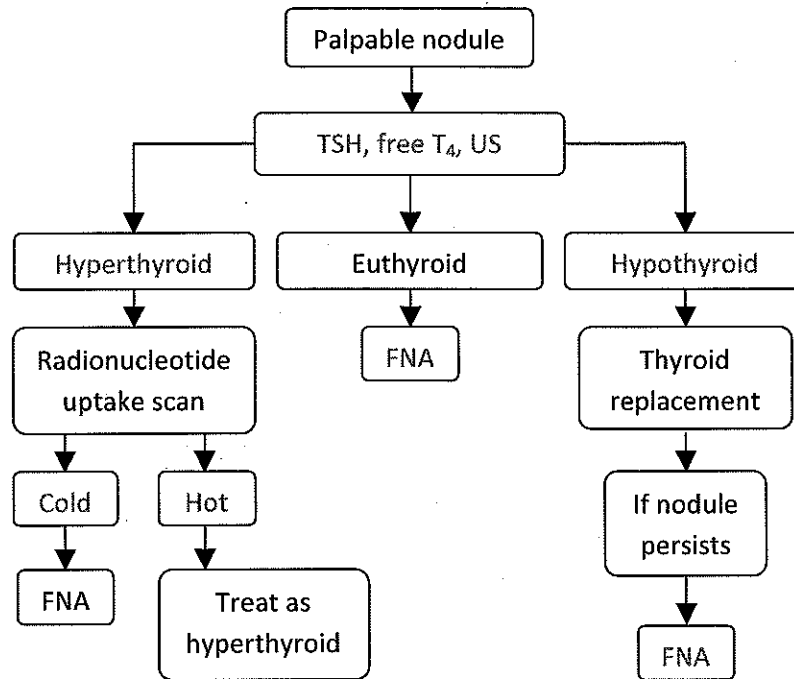 Palpable nodule
TSH, free T₄, US
Hyperthyroid
Euthyroid
Hypothyroid
Radionucleotide
uptake scan
FNA
Thyroid
replacement
Cold
Hot
If nodule
persists
FNA
Treat as
hyperthyroid
FNA